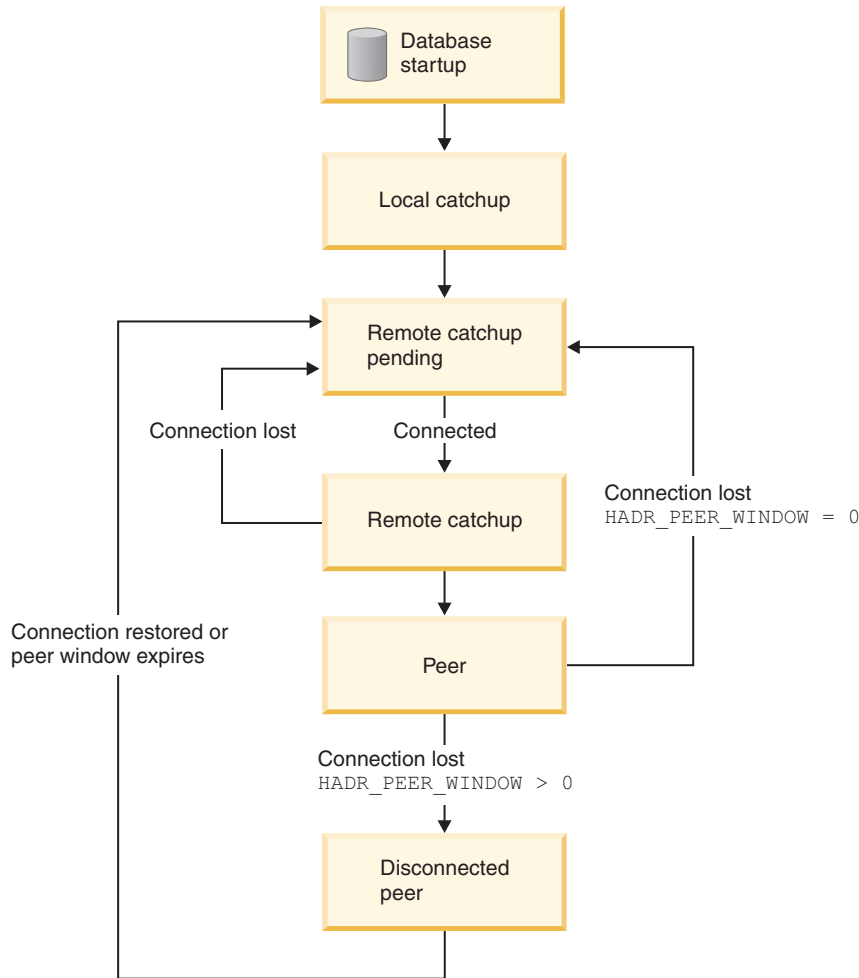 Database
startup
Local catchup
Remote catchup
pending
Connection lost
Connected
Remote catchup
Connection lost
HADR_PEER_WINDOW = 0
Connection restored or
peer window expires
Peer
Connection lost
HADR_PEER_WINDOW > 0
Disconnected
peer